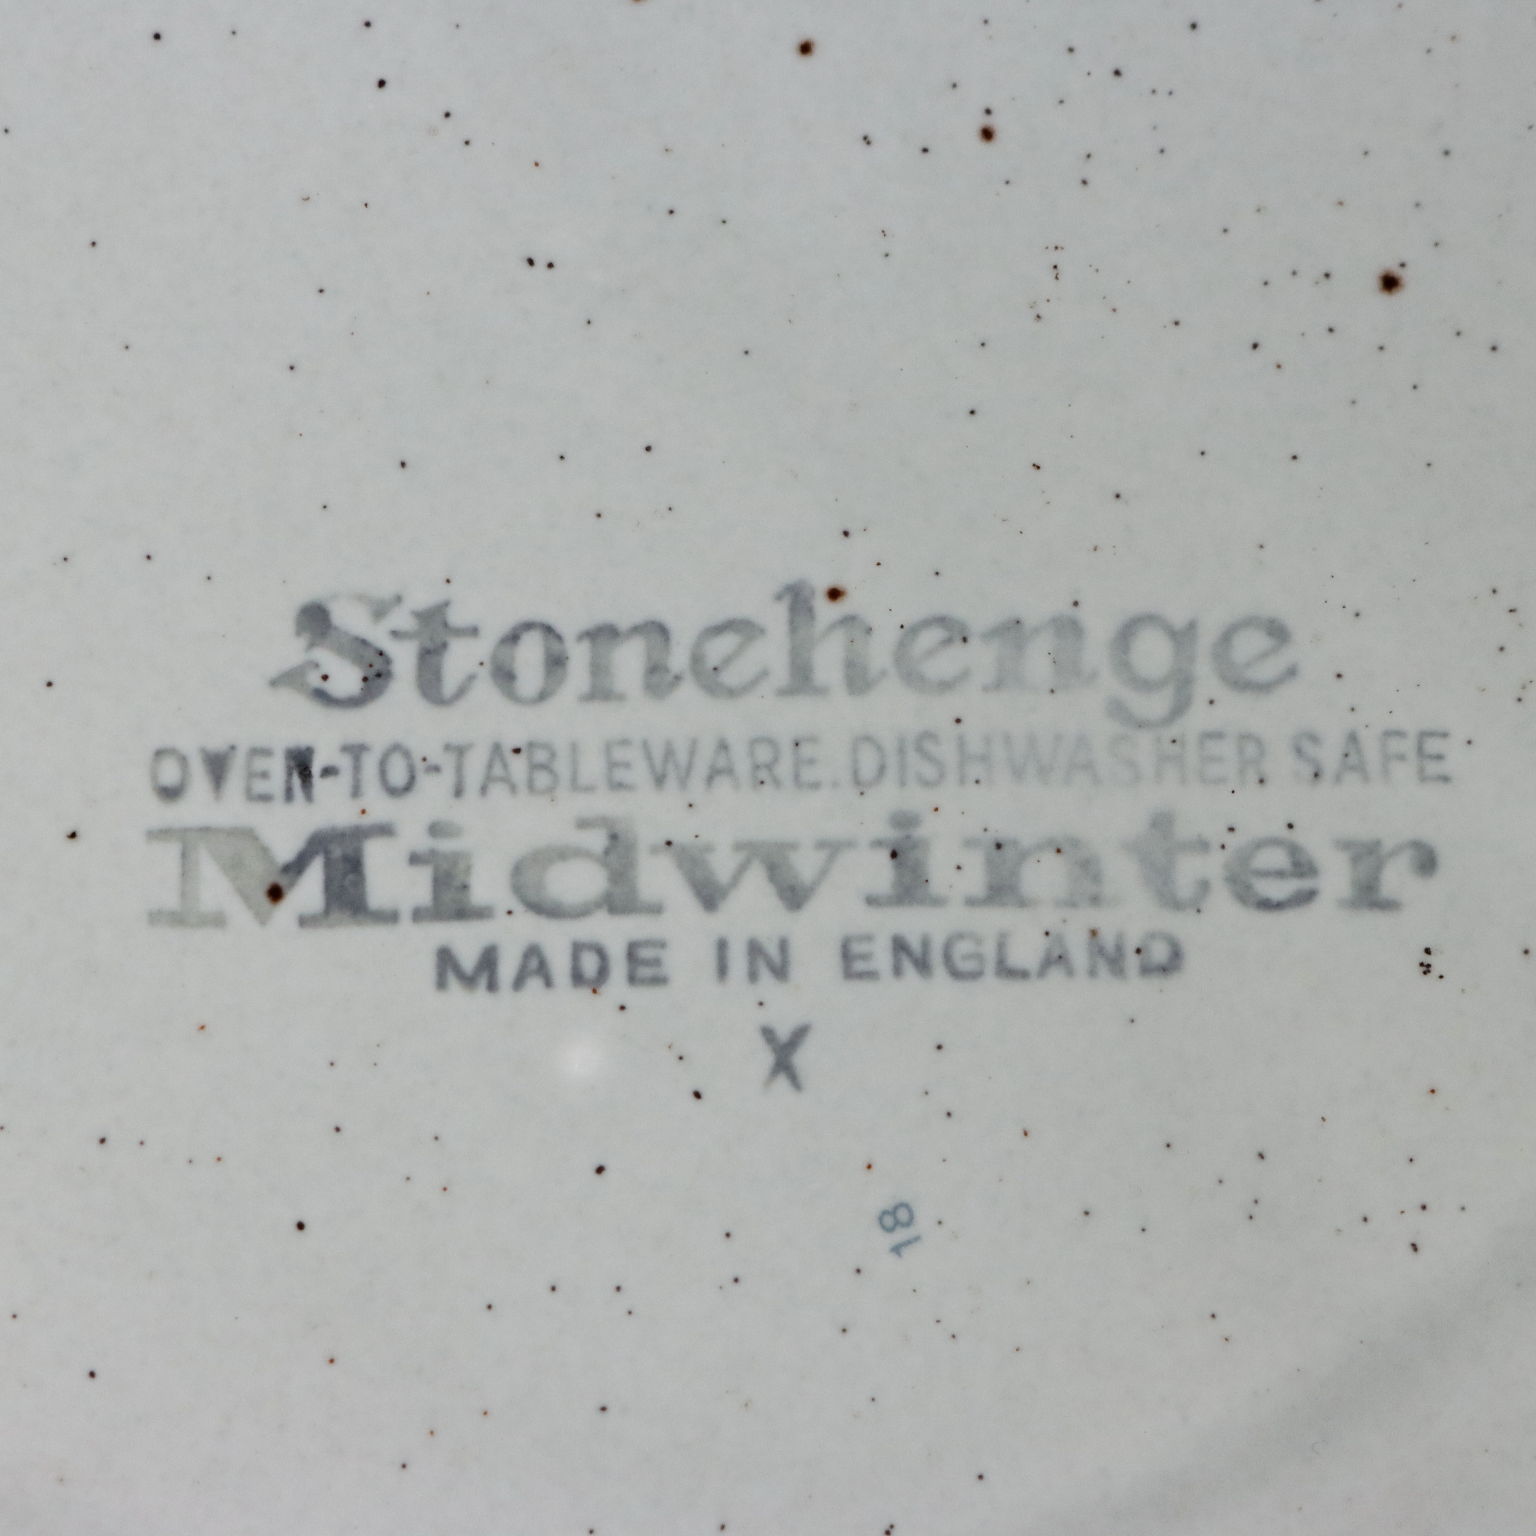 Stonehenge
OVEN-TO-TABLEWARE. DISHWASHER SAFE
Midwinter
MADE IN ENGLAND
X
18